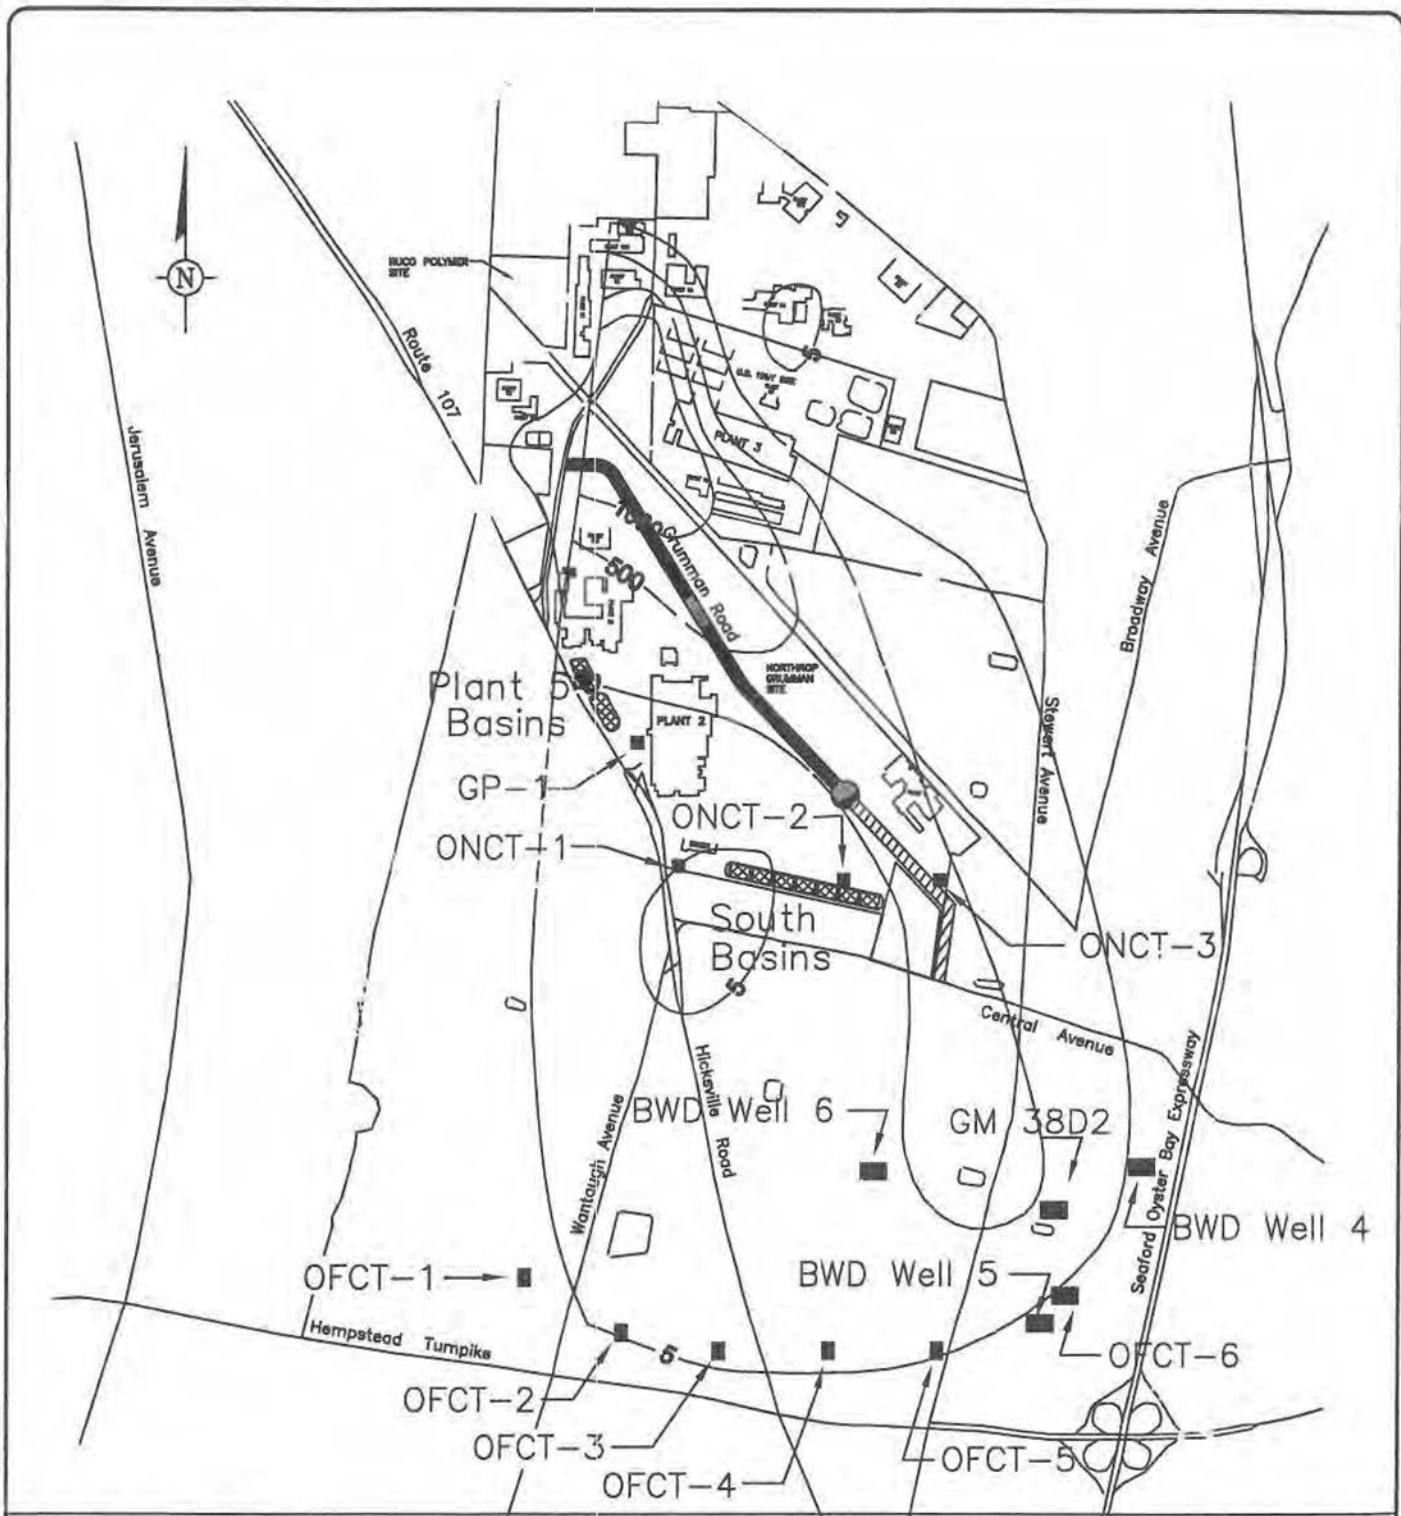 N
RUCO POLYMER
SITE
Route 107
Jerusalem Avenue
U.S. NAVY SITE
5
PLANT 3
Broadway Avenue
1000
Grumman Road
500
NORTHROP
GRUMMAN
SITE
Plant 5
Basins
PLANT 2
Stewart Avenue
GP-1
ONCT-2
ONCT-1
South
Basins
ONCT-3
5
Central Avenue
Hicksville Road
BWD Well 6
GM 38D2
Wantaugh Avenue
Seaford Oyster Bay Expressway
BWD Well 4
OFCT-1
BWD Well 5
Hempstead Turnpike
5
OFCT-6
OFCT-2
OFCT-3
OFCT-5
OFCT-4